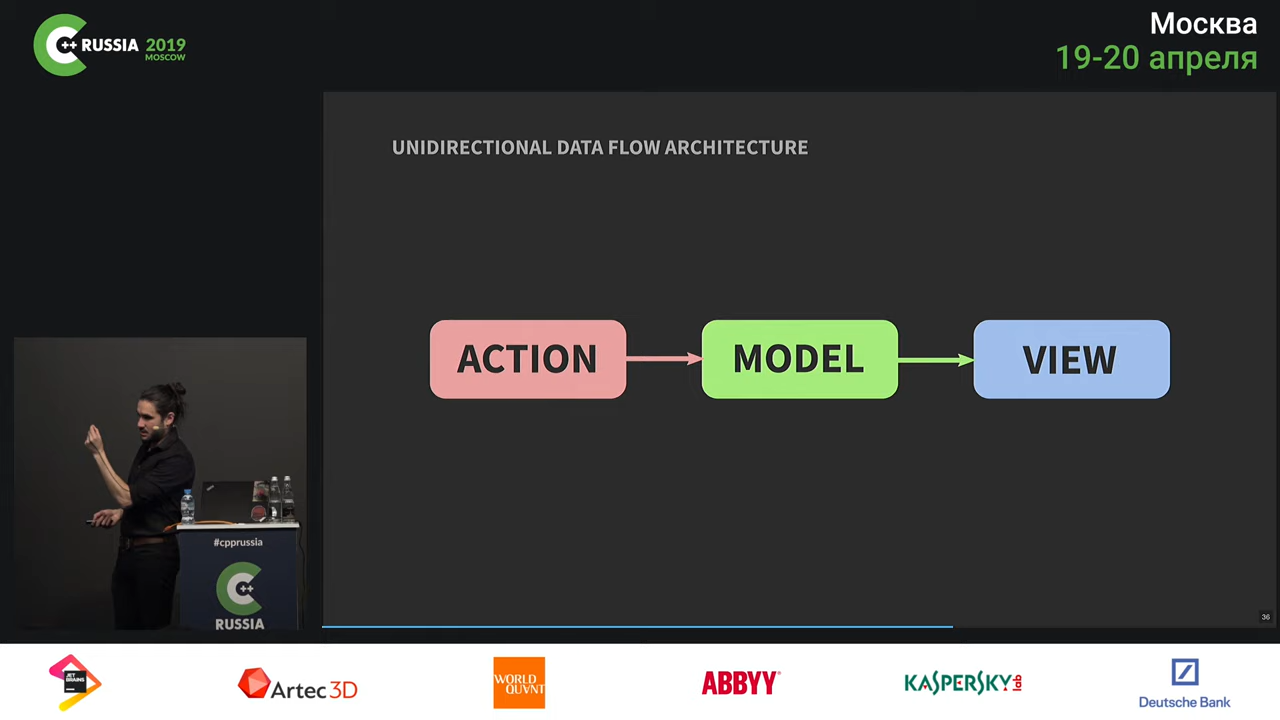 C++ RUSSIA 2019
MOSCOW
Москва
19-20 апреля
UNIDIRECTIONAL DATA FLOW ARCHITECTURE
ACTION
MODEL
VIEW
#cpprussia
C++
RUSSIA
36
JET
BRAINS
Artec 3D
WORLD
QUANT
ABBYY®
KASPERSKY lab
Deutsche Bank